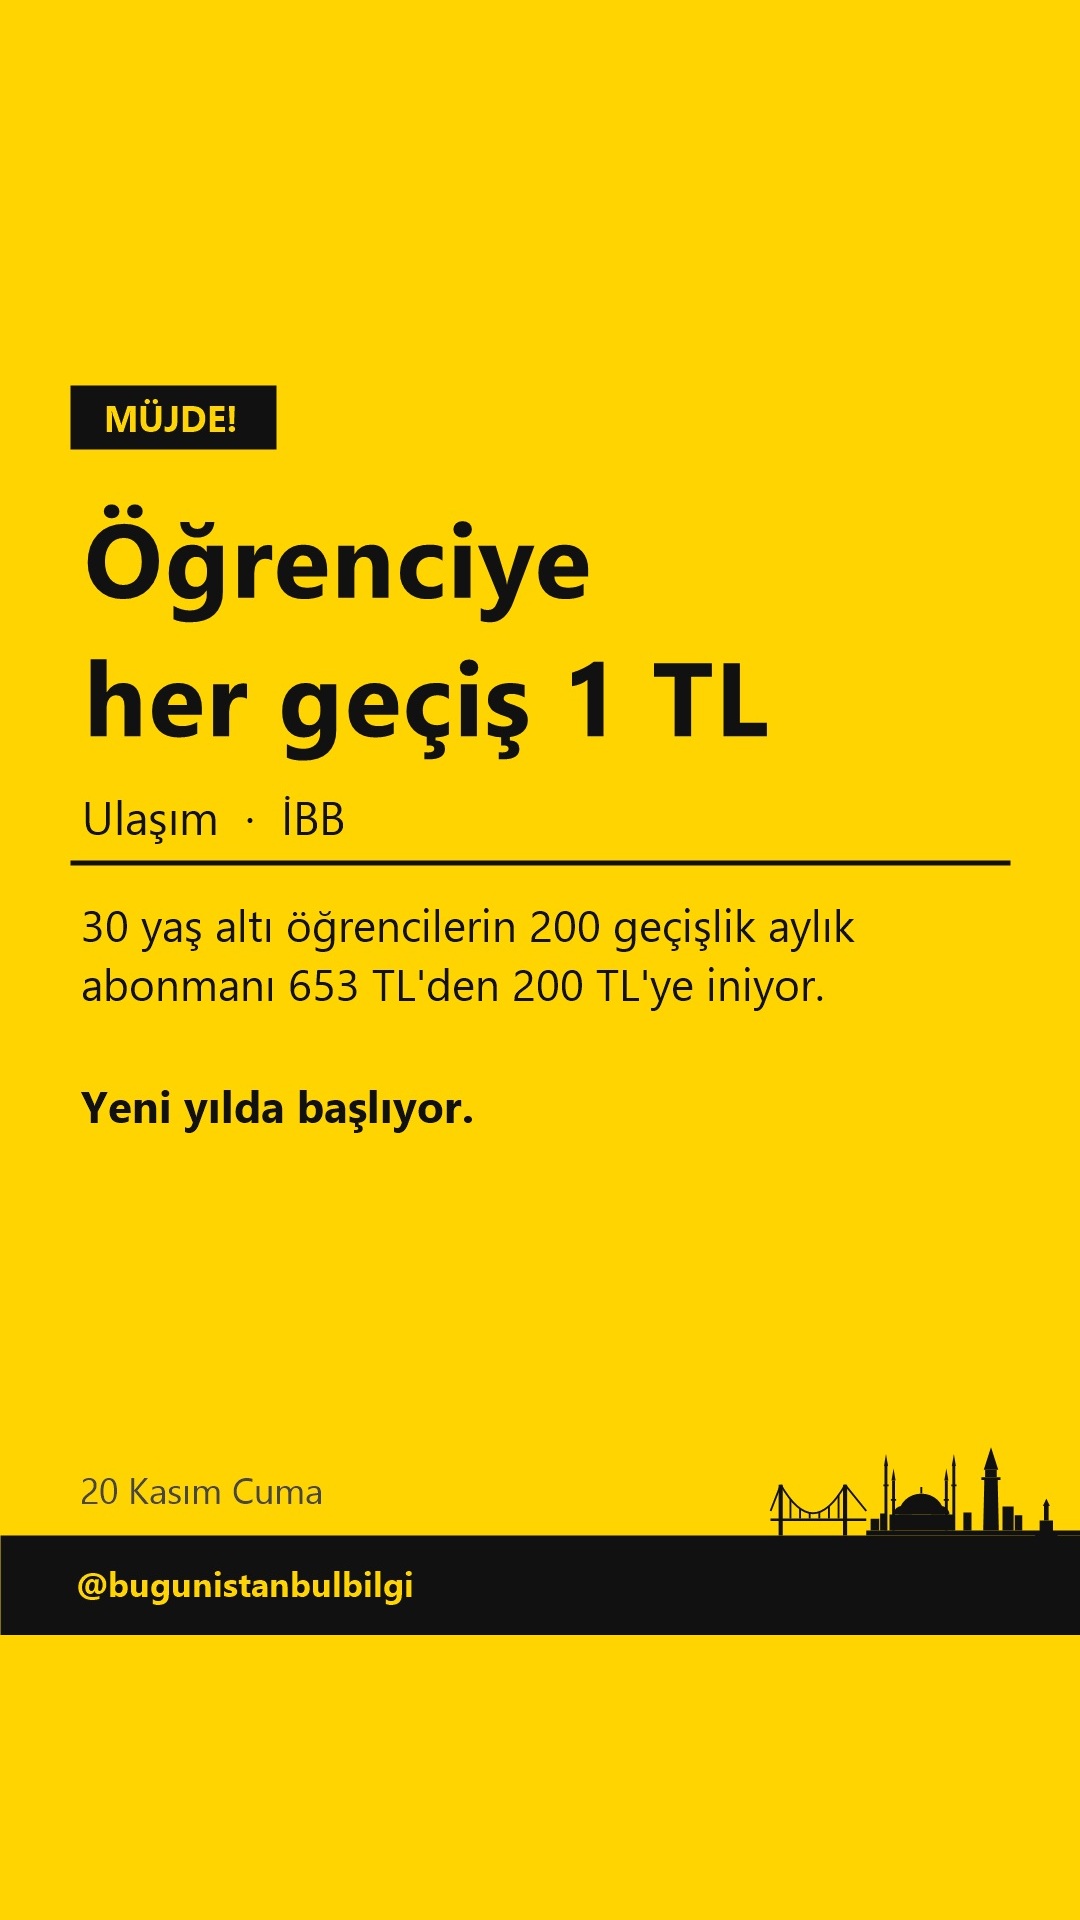 MÜJDE!
Öğrenciye
her geçiş 1 TL
Ulaşım · İBB
30 yaş altı öğrencilerin 200 geçişlik aylık
abonmanı 653 TL'den 200 TL'ye iniyor.
Yeni yılda başlıyor.
20 Kasım Cuma
@bugunistanbulbilgi